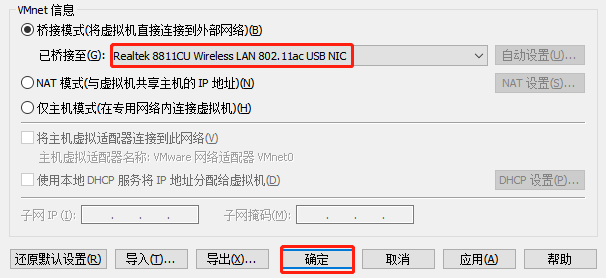 VMnet 信息
桥接模式(将虚拟机直接连接到外部网络)(B)
已桥接至(G): Realtek 8811CU Wireless LAN 802.11ac USB NIC 自动设置(U)...
NAT 模式(与虚拟机共享主机的 IP 地址)(N) NAT 设置(S)...
仅主机模式(在专用网络内连接虚拟机)(H)
将主机虚拟适配器连接到此网络(V)
主机虚拟适配器名称: VMware 网络适配器 VMnet0
使用本地 DHCP 服务将 IP 地址分配给虚拟机(D) DHCP 设置(P)...
子网 IP (I): . . . 子网掩码(M): . . .
还原默认设置(R) 导入(T)... 导出(X)... 确定 取消 应用(A) 帮助